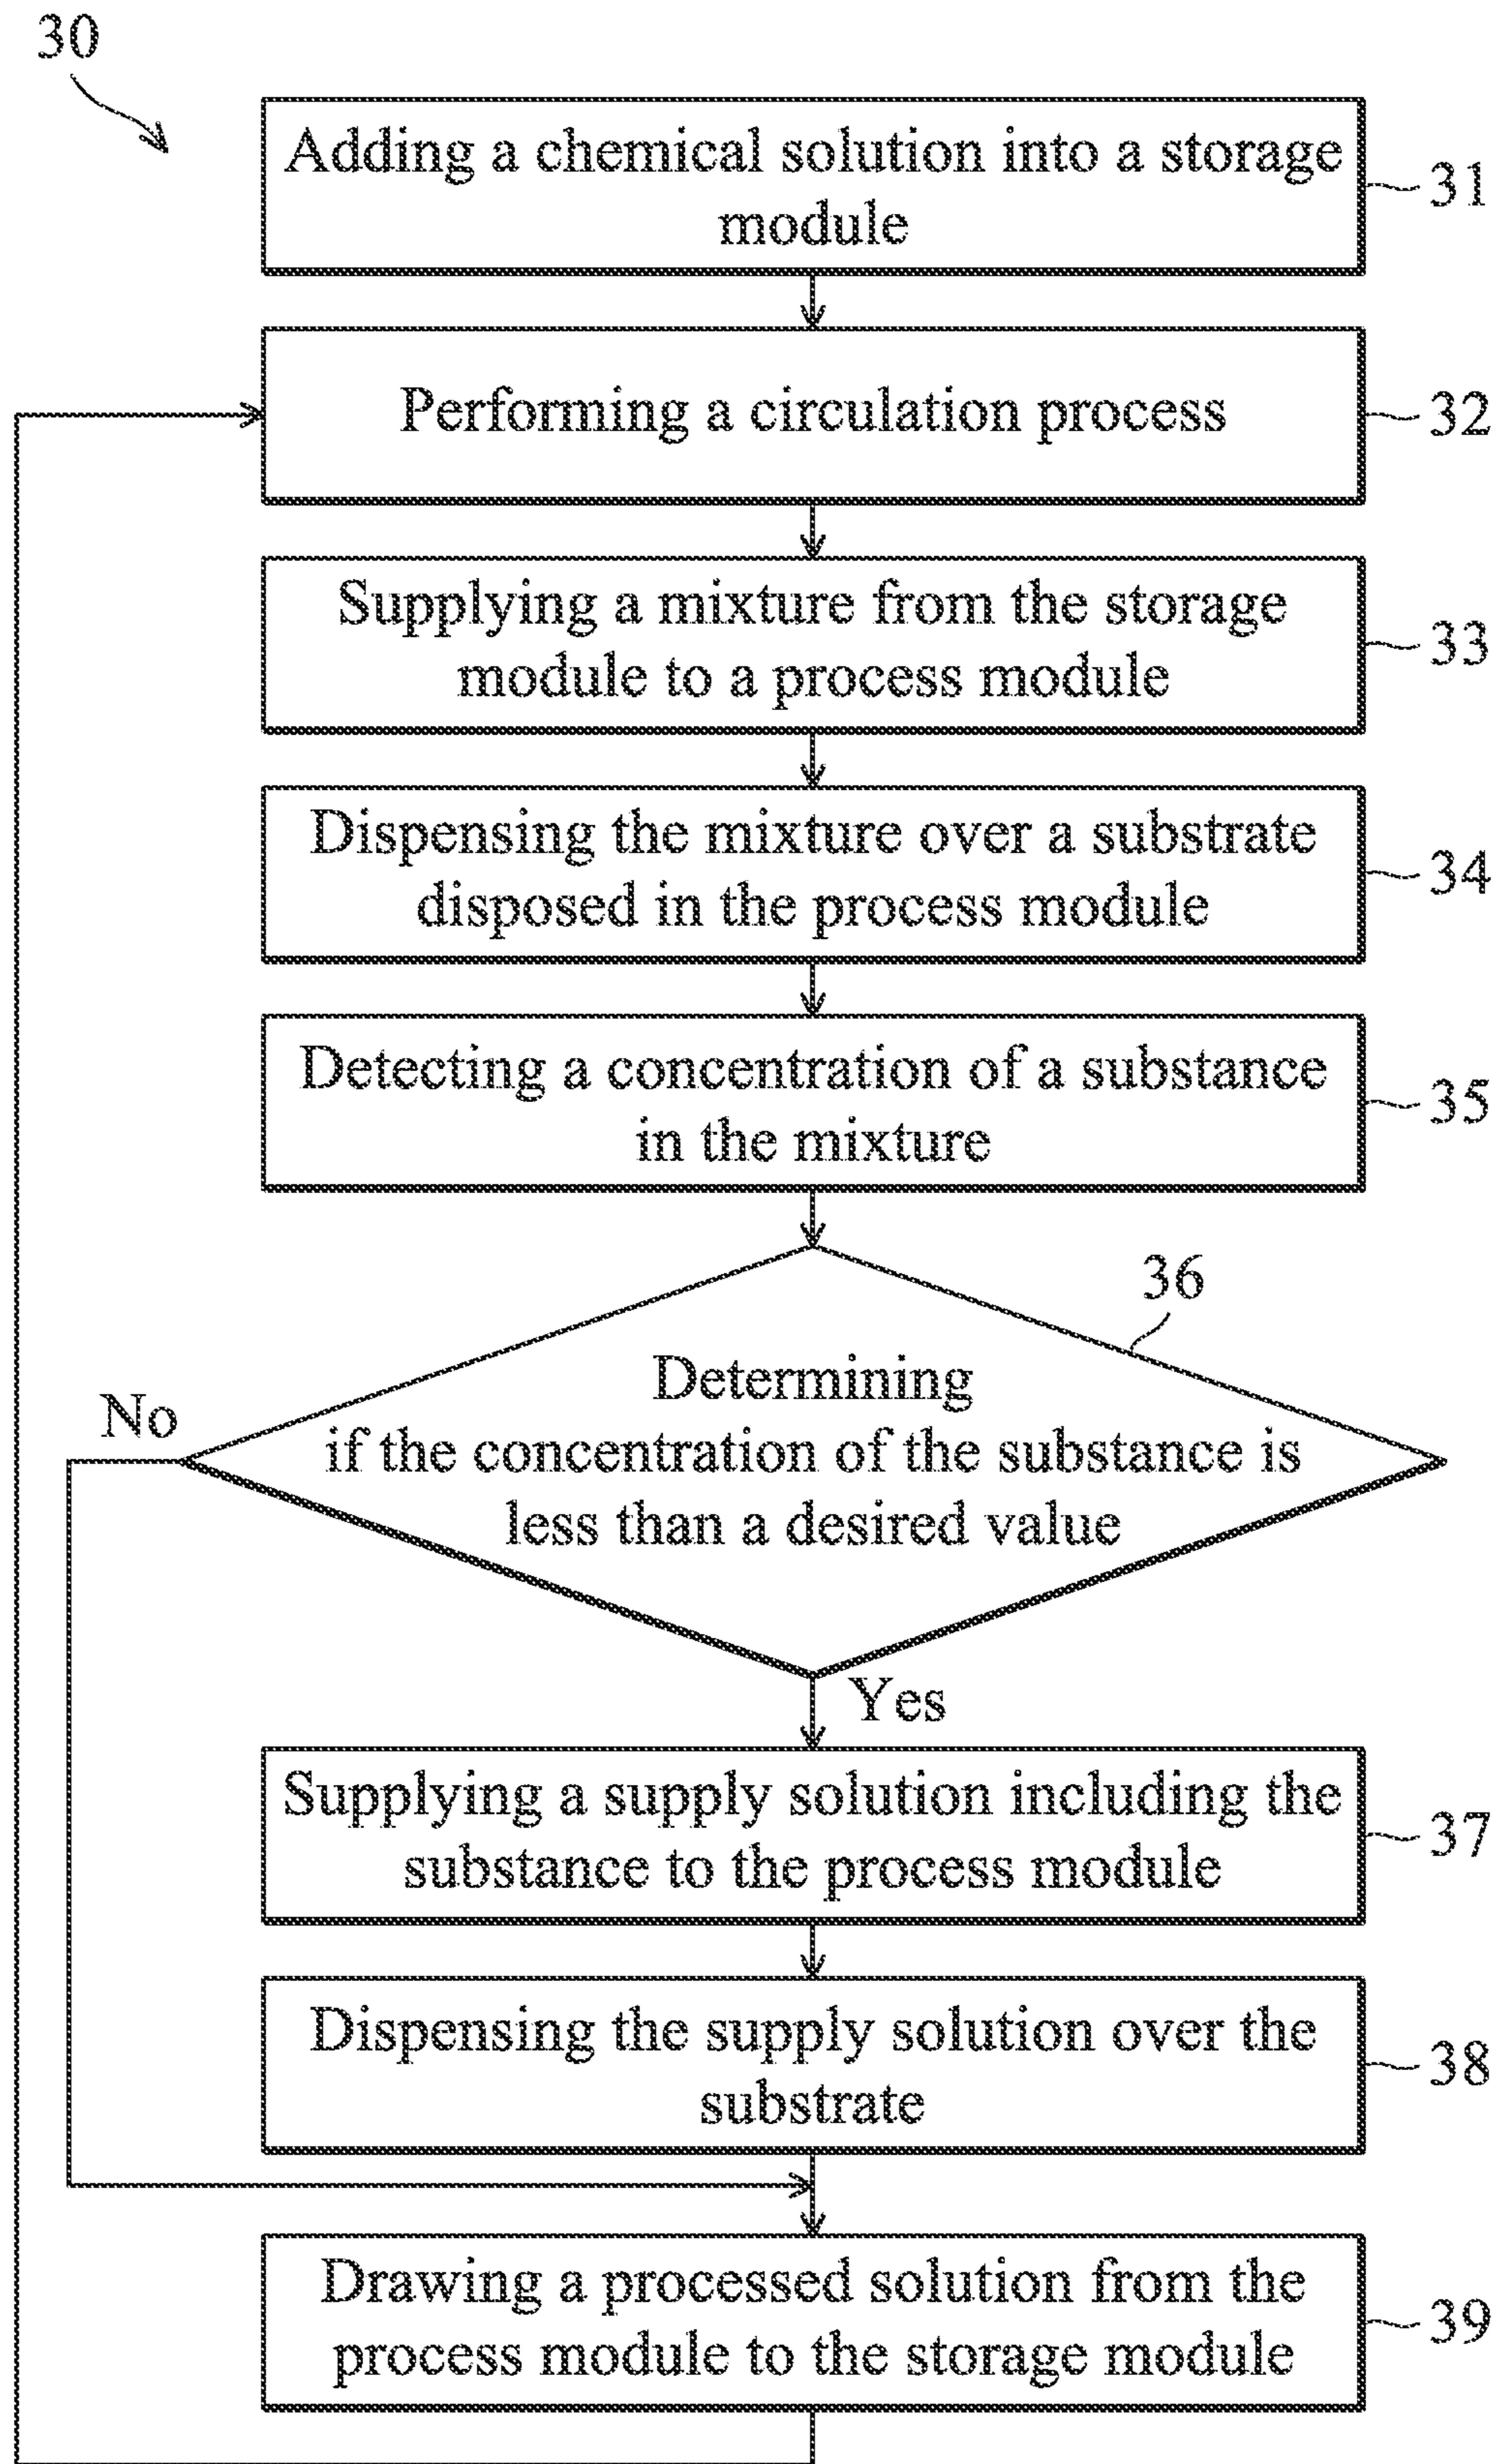 30
Adding a chemical solution into a storage
module
31
Performing a circulation process
32
Supplying a mixture from the storage
module to a process module
33
Dispensing the mixture over a substrate
disposed in the process module
34
Detecting a concentration of a substance
in the mixture
35
36
Determining
if the concentration of the substance is
less than a desired value
No
Yes
Supplying a supply solution including the
substance to the process module
37
Dispensing the supply solution over the
substrate
38
Drawing a processed solution from the
process module to the storage module
39